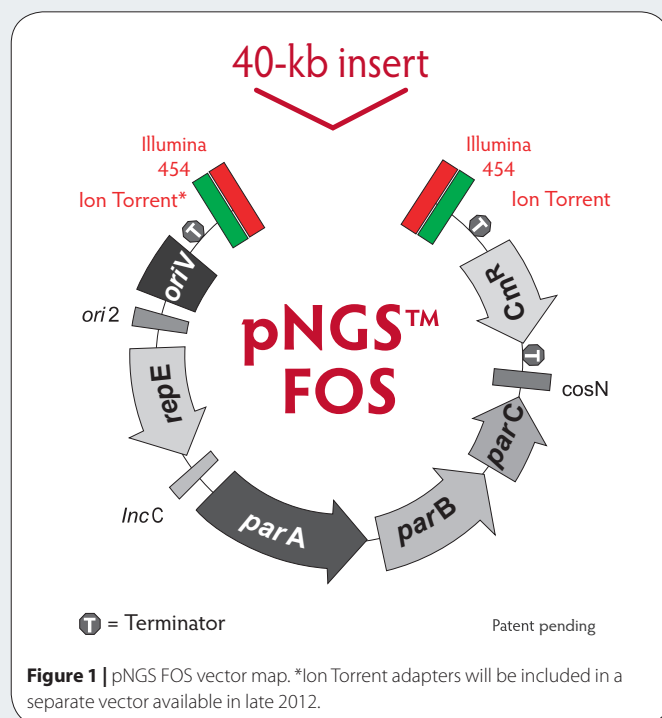 40-kb insert
Illumina
454
Ion Torrent*
Illumina
454
Ion Torrent
T
T
oriV
CmR
ori2
pNGS™
FOS
T
repE
cosN
parC
IncC
parA
parB
T = Terminator
Patent pending
Figure 1 | pNGS FOS vector map. *Ion Torrent adapters will be included in a
separate vector available in late 2012.